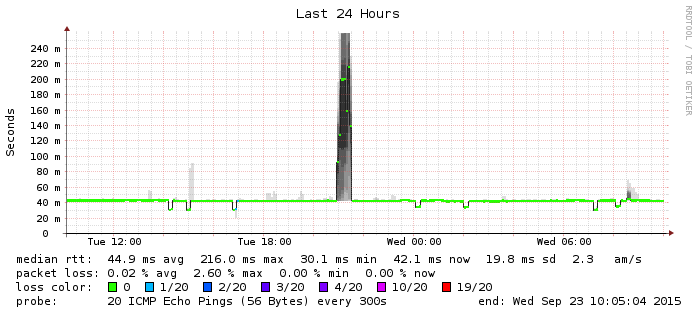 Last 24 Hours
RRDTOOL / TOBI OETIKER
Seconds
240 m
220 m
200 m
180 m
160 m
140 m
120 m
100 m
80 m
60 m
40 m
20 m
0
Tue 12:00 Tue 18:00 Wed 00:00 Wed 06:00
median rtt: 44.9 ms avg 216.0 ms max 30.1 ms min 42.1 ms now 19.8 ms sd 2.3 am/s
packet loss: 0.02 % avg 2.60 % max 0.00 % min 0.00 % now
loss color: 0 1/20 2/20 3/20 4/20 10/20 19/20
probe: 20 ICMP Echo Pings (56 Bytes) every 300s end: Wed Sep 23 10:05:04 2015